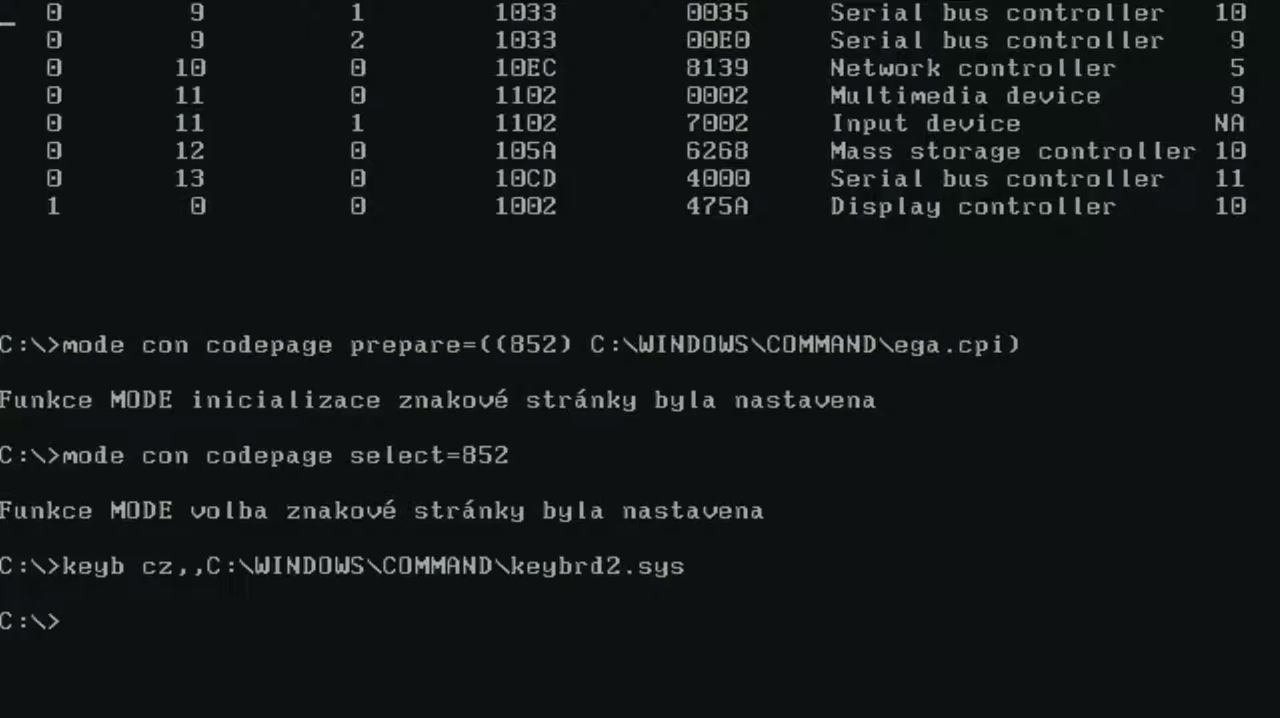 0 9 1 1033 0035 Serial bus controller 10
0 9 2 1033 00E0 Serial bus controller 9
0 10 0 10EC 8139 Network controller 5
0 11 0 1102 0002 Multimedia device 9
0 11 1 1102 7002 Input device NA
0 12 0 105A 6268 Mass storage controller 10
0 13 0 10CD 4000 Serial bus controller 11
1 0 0 1002 475A Display controller 10
C:\>mode con codepage prepare=((852) C:\WINDOWS\COMMAND\ega.cpi)
Funkce MODE inicializace znakové stránky byla nastavena
C:\>mode con codepage select=852
Funkce MODE volba znakové stránky byla nastavena
C:\>keyb cz,,C:\WINDOWS\COMMAND\keybrd2.sys
C:\>